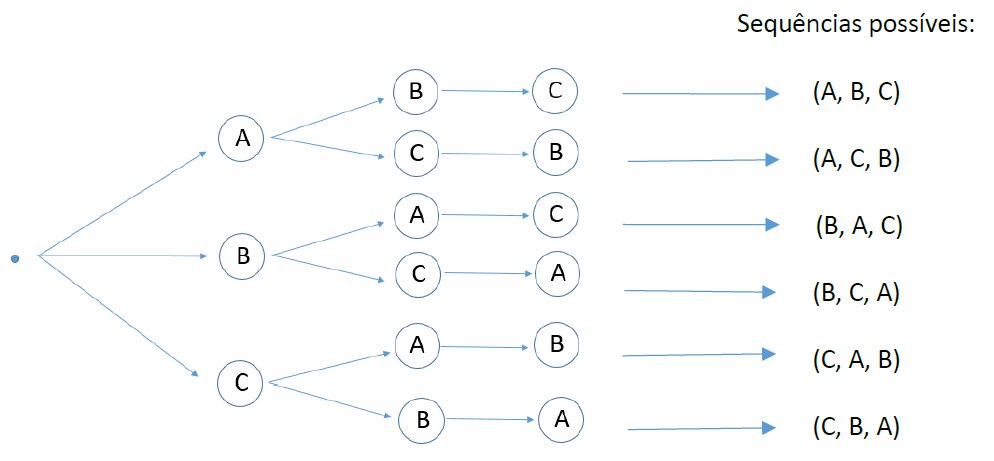 Sequências possíveis:
B C (A, B, C)
A
C B (A, C, B)
A C (B, A, C)
B
C A (B, C, A)
A B (C, A, B)
C
B A (C, B, A)